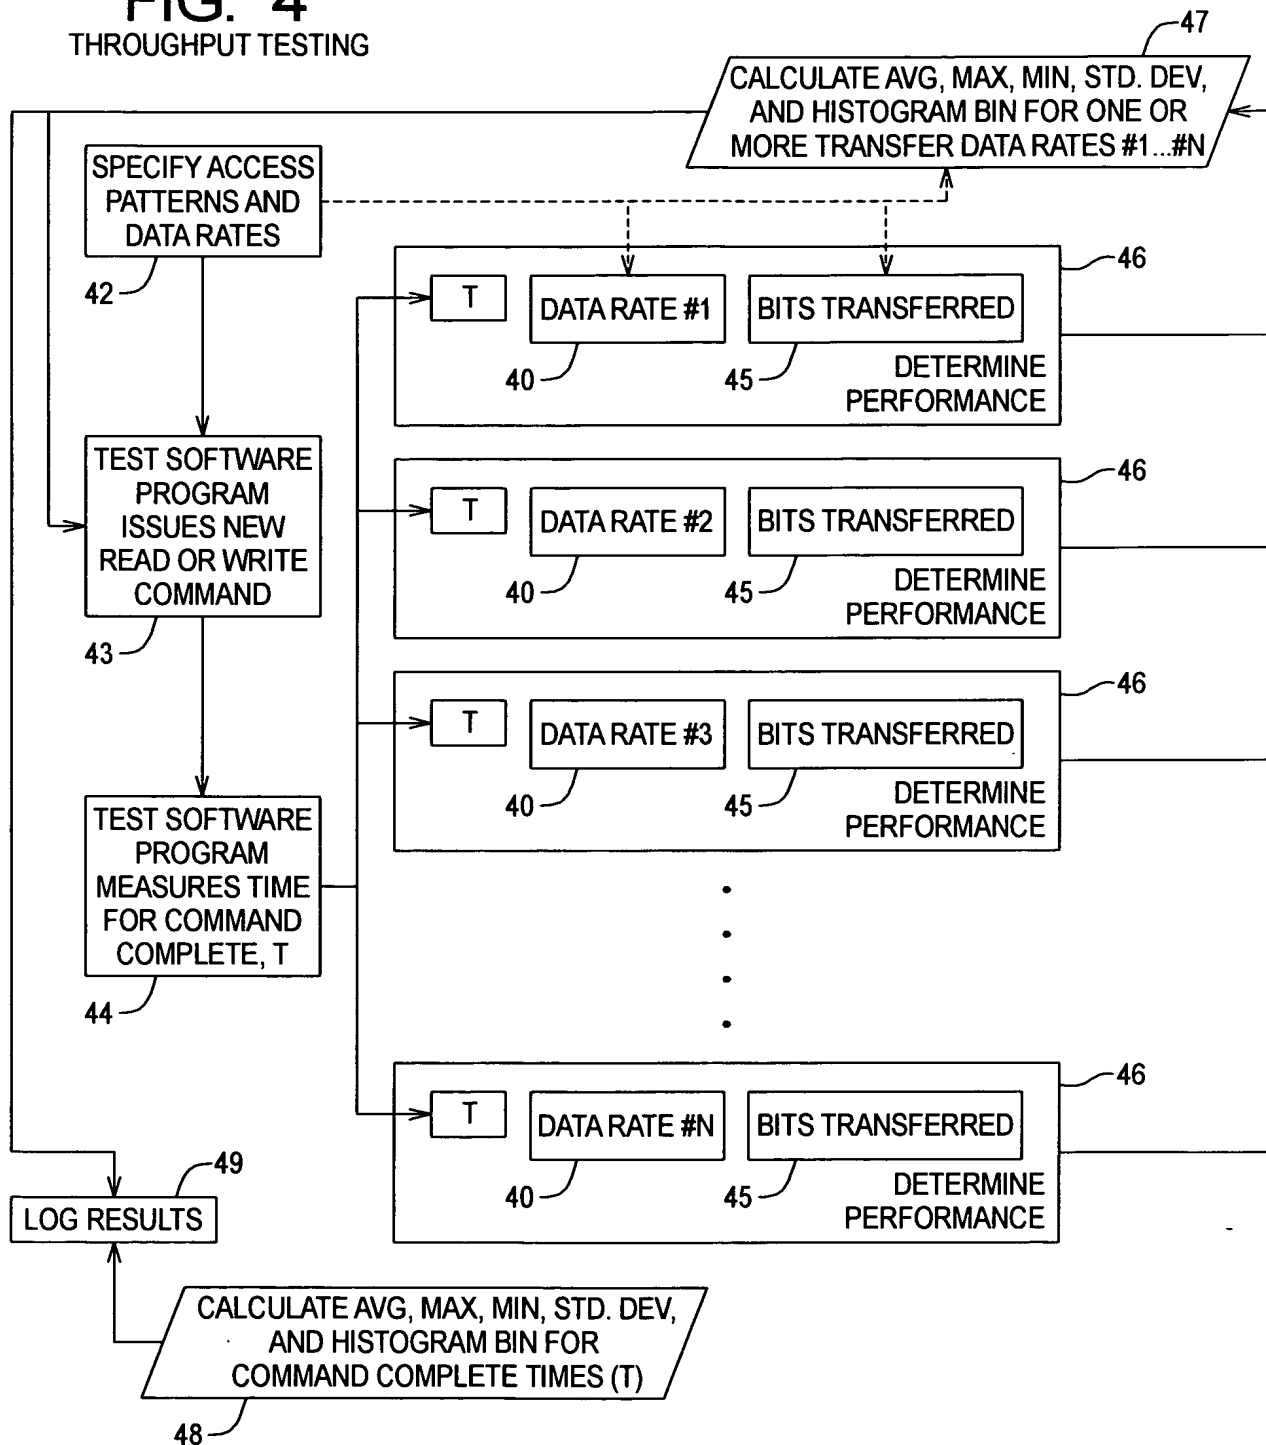 FIG. 4
THROUGHPUT TESTING
47
CALCULATE AVG, MAX, MIN, STD. DEV,
AND HISTOGRAM BIN FOR ONE OR
MORE TRANSFER DATA RATES #1...#N
SPECIFY ACCESS
PATTERNS AND
DATA RATES
42
46
T
DATA RATE #1
BITS TRANSFERRED
40
45
DETERMINE
PERFORMANCE
TEST SOFTWARE
PROGRAM
ISSUES NEW
READ OR WRITE
COMMAND
43
46
T
DATA RATE #2
BITS TRANSFERRED
40
45
DETERMINE
PERFORMANCE
46
T
DATA RATE #3
BITS TRANSFERRED
40
45
DETERMINE
PERFORMANCE
TEST SOFTWARE
PROGRAM
MEASURES TIME
FOR COMMAND
COMPLETE, T
44
46
T
DATA RATE #N
BITS TRANSFERRED
40
45
DETERMINE
PERFORMANCE
49
LOG RESULTS
CALCULATE AVG, MAX, MIN, STD. DEV,
AND HISTOGRAM BIN FOR
COMMAND COMPLETE TIMES (T)
48